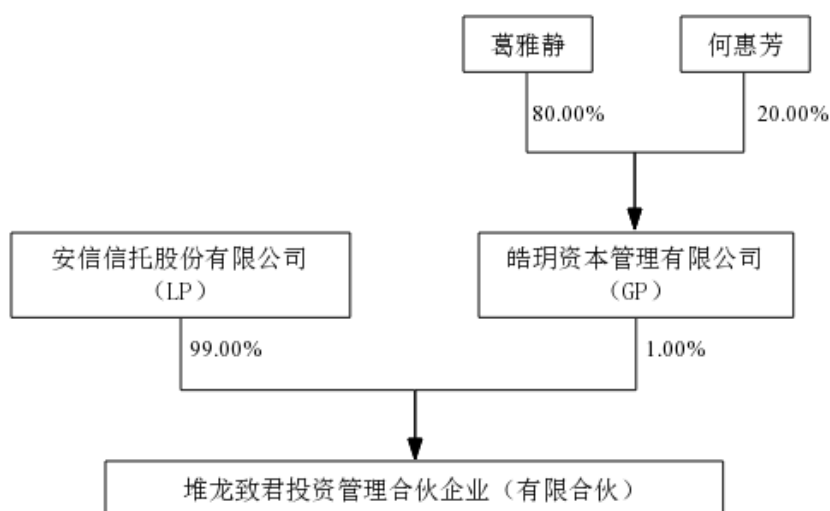 葛雅静
何惠芳
80.00%
20.00%
安信信托股份有限公司
（LP）
皓玥资本管理有限公司
（GP）
99.00%
1.00%
堆龙致君投资管理合伙企业（有限合伙）